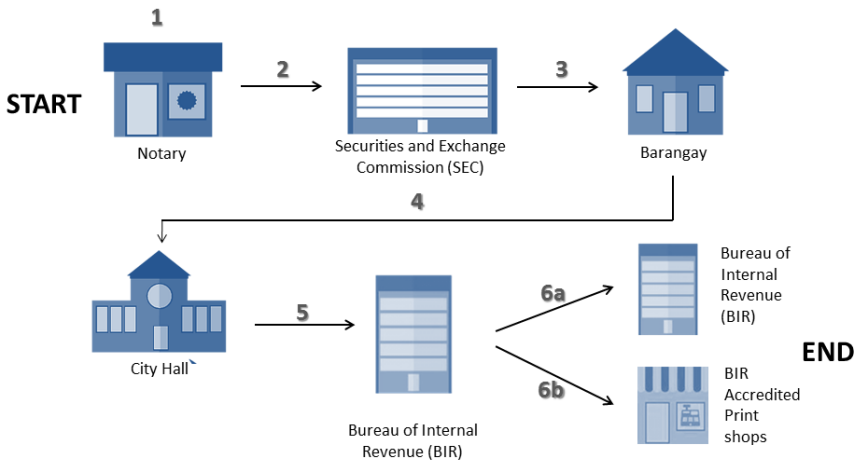 1
START
Notary
2
Securities and Exchange
Commission (SEC)
3
Barangay
4
City Hall
5
Bureau of Internal
Revenue (BIR)
6a
Bureau of
Internal
Revenue
(BIR)
6b
BIR
Accredited
Print
shops
END